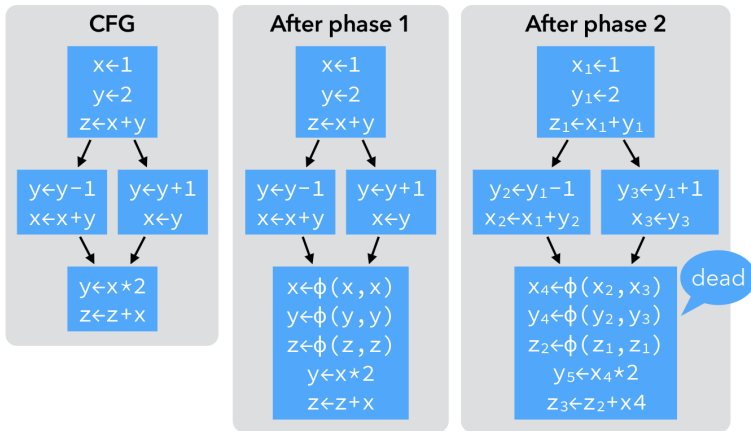 CFG
x←1
y←2
z←x+y
y←y−1
x←x+y
y←y+1
x←y
y←x*2
z←z+x
After phase 1
x←1
y←2
z←x+y
y←y−1
x←x+y
y←y+1
x←y
x←ϕ(x,x)
y←ϕ(y,y)
z←ϕ(z,z)
y←x*2
z←z+x
After phase 2
x₁←1
y₁←2
z₁←x₁+y₁
y₂←y₁−1
x₂←x₁+y₂
y₃←y₁+1
x₃←y₃
dead
x₄←ϕ(x₂,x₃)
y₄←ϕ(y₂,y₃)
z₂←ϕ(z₁,z₁)
y₅←x₄*2
z₃←z₂+x4